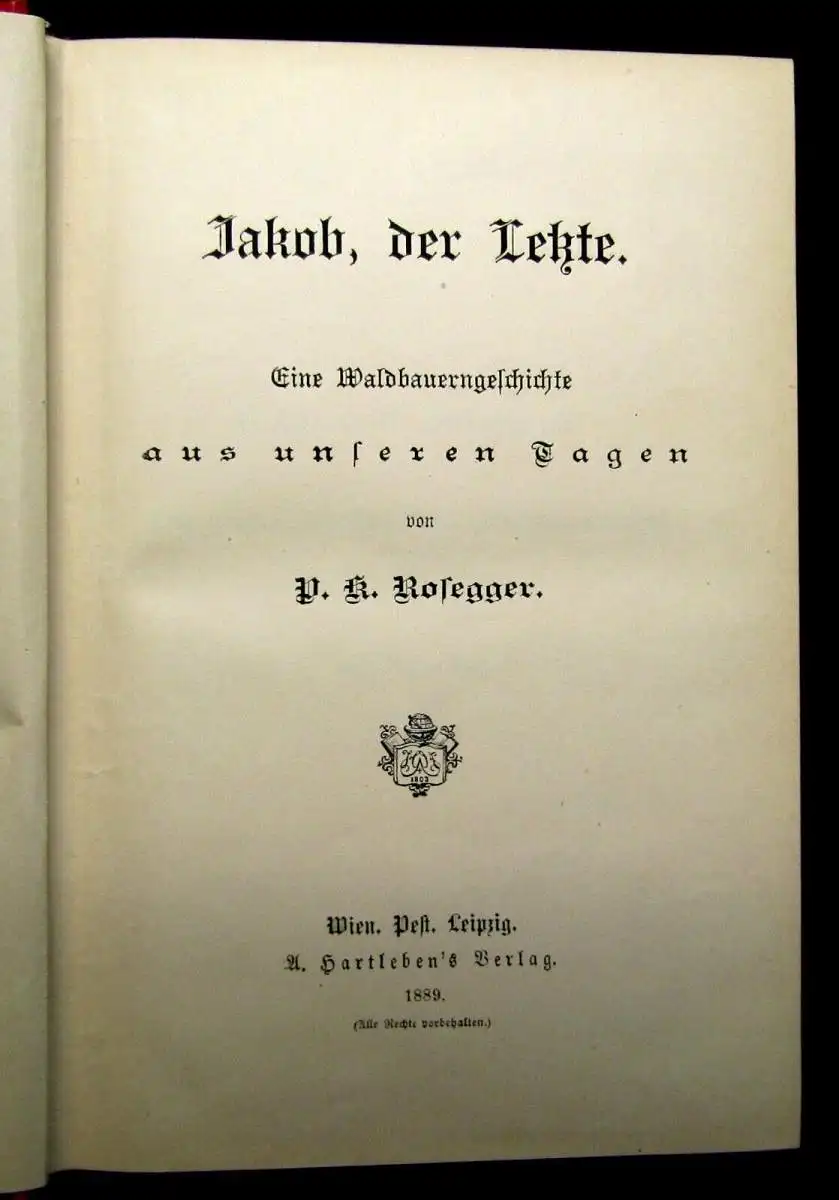 Jakob, der Letzte.
Eine Waldbauerngeſchichte
aus unſeren Tagen
von
P. K. Roſegger.
1803
Wien. Peſt. Leipzig.
A. Hartleben's Verlag.
1889.
(Alle Rechte vorbehalten.)